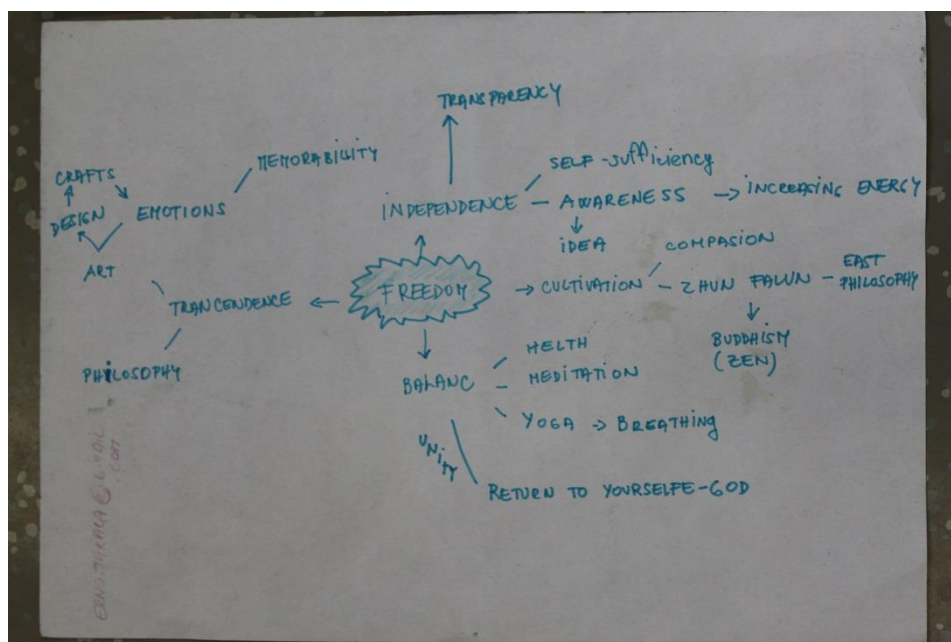 TRANSPARENCY
MEMORABILITY
CRAFTS
DESIGN
EMOTIONS
ART
SELF-sufficiency
INDEPENDENCE - AWARENESS → INCREASING ENERGY
iDEA
COMPASION
FREEDOM
→ CULTIVATION - ZHUN FALUN - EAST PHILOSOPHY
BUDDHISM
(ZEN)
TRANCENDENCE
PHILOSOPHY
BALANC
HELTH
MEDITATION
YOGA → BREATHING
UNiTY
RETURN TO YOURSELFE-GOD